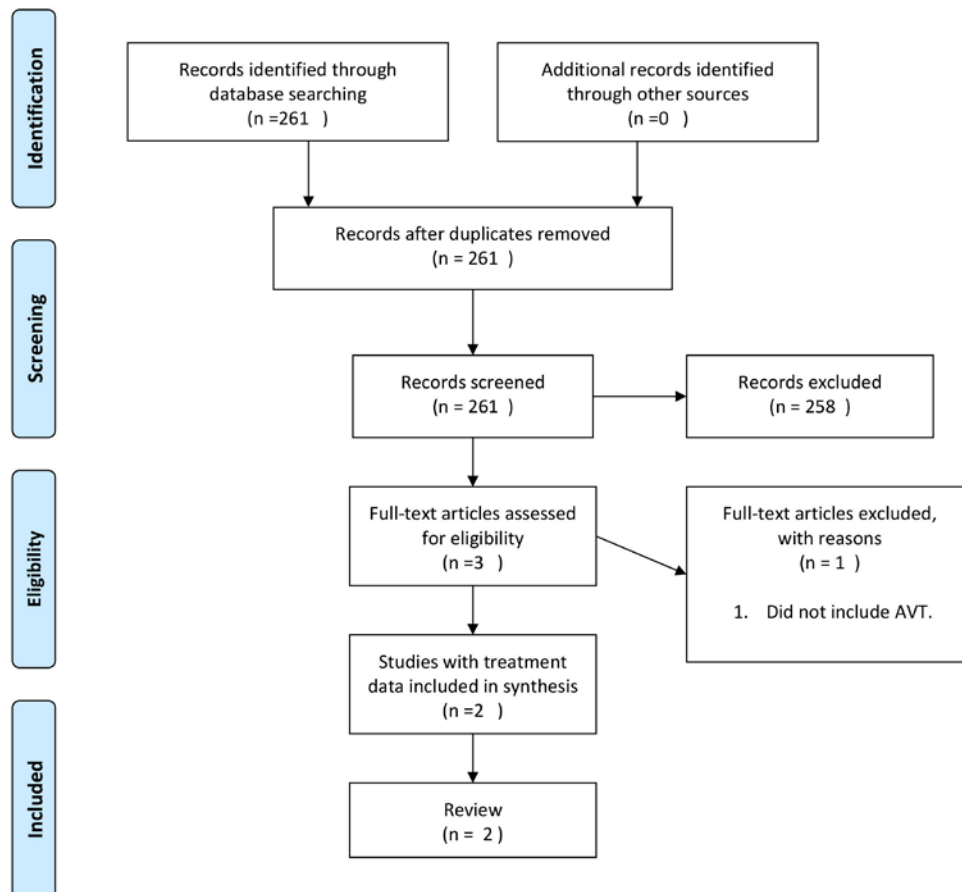 Identification
Records identified through
database searching
(n =261   )
Additional records identified
through other sources
(n =0   )
Records after duplicates removed
(n = 261   )
Screening
Records screened
(n = 261   )
Records excluded
(n = 258   )
Eligibility
Full-text articles assessed
for eligibility
(n =3   )
Full-text articles excluded,
with reasons
(n = 1   )
1.   Did not include AVT.
Studies with treatment
data included in synthesis
(n =2   )
Included
Review
(n =  2 )